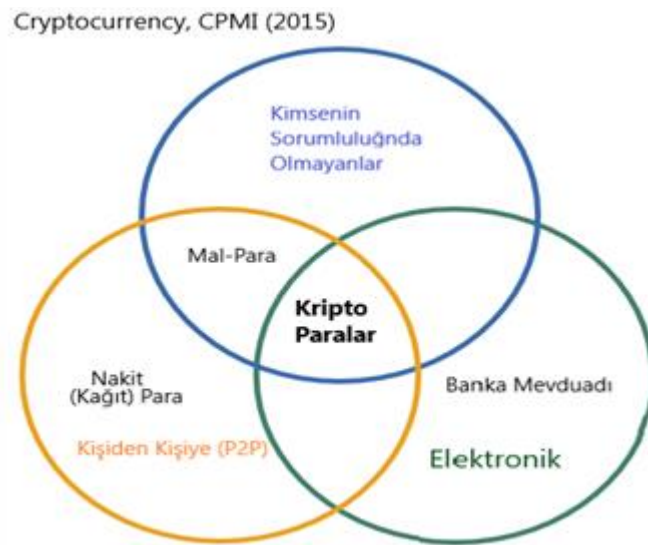 Cryptocurrency, CPMI (2015)
Kimsenin
Sorumluluğnda
Olmayanlar
Mal-Para
Kripto
Paralar
Nakit
(Kağıt) Para
Banka Mevduadı
Kişiden Kişiye (P2P)
Elektronik